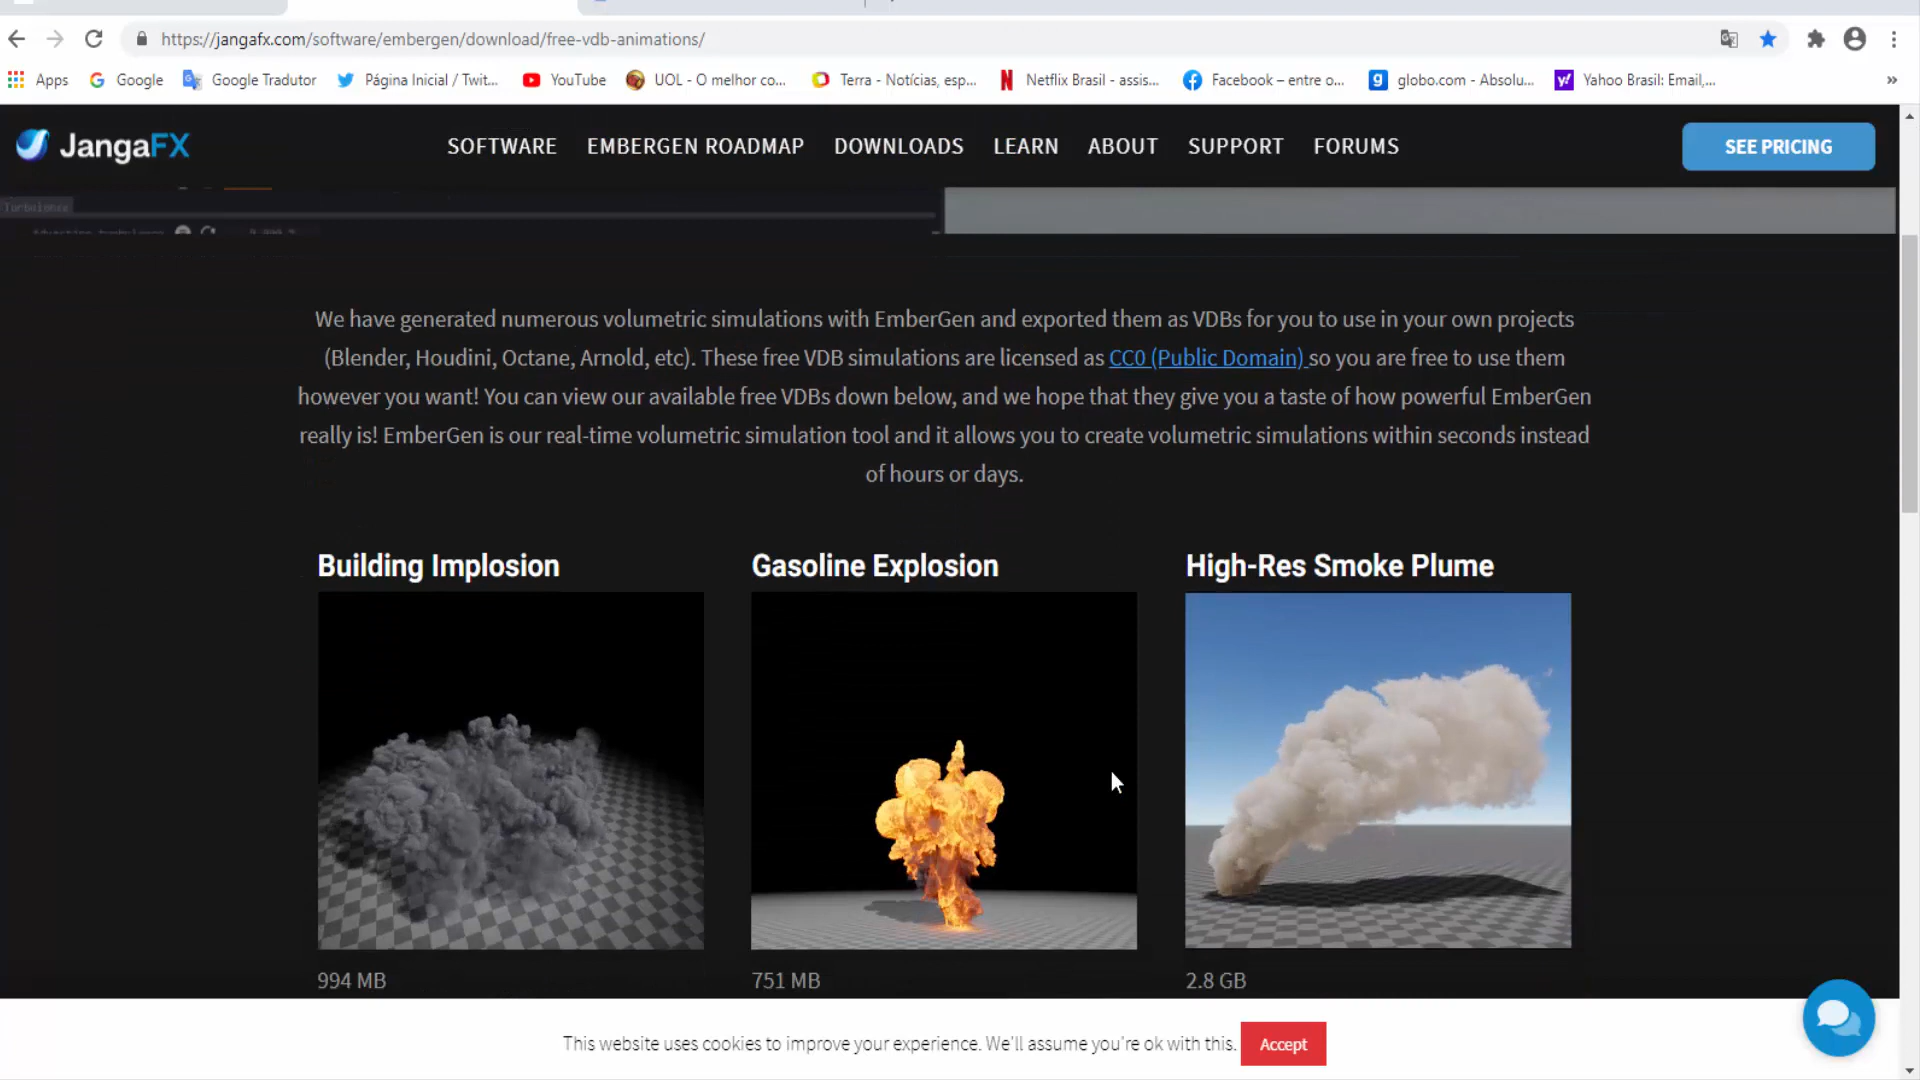 https://jangafx.com/software/embergen/download/free-vdb-animations/
Apps Google Google Tradutor Página Inicial / Twit... YouTube UOL - O melhor co... Terra - Notícias, esp... Netflix Brasil - assis... Facebook – entre o... globo.com - Absolu... Yahoo Brasil: Email,... »
JangaFX SOFTWARE EMBERGEN ROADMAP DOWNLOADS LEARN ABOUT SUPPORT FORUMS SEE PRICING
Turbulence
We have generated numerous volumetric simulations with EmberGen and exported them as VDBs for you to use in your own projects
(Blender, Houdini, Octane, Arnold, etc). These free VDB simulations are licensed as CC0 (Public Domain) so you are free to use them
however you want! You can view our available free VDBs down below, and we hope that they give you a taste of how powerful EmberGen
really is! EmberGen is our real-time volumetric simulation tool and it allows you to create volumetric simulations within seconds instead
of hours or days.
Building Implosion Gasoline Explosion High-Res Smoke Plume
994 MB 751 MB 2.8 GB
This website uses cookies to improve your experience. We'll assume you're ok with this. Accept